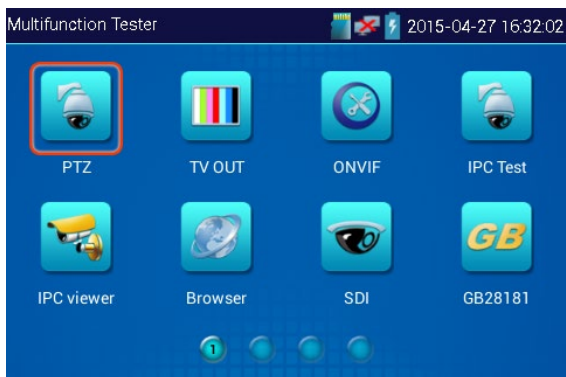 Multifunction Tester 2015-04-27 16:32:02
PTZ TV OUT ONVIF IPC Test
GB
IPC viewer Browser SDI GB28181
1